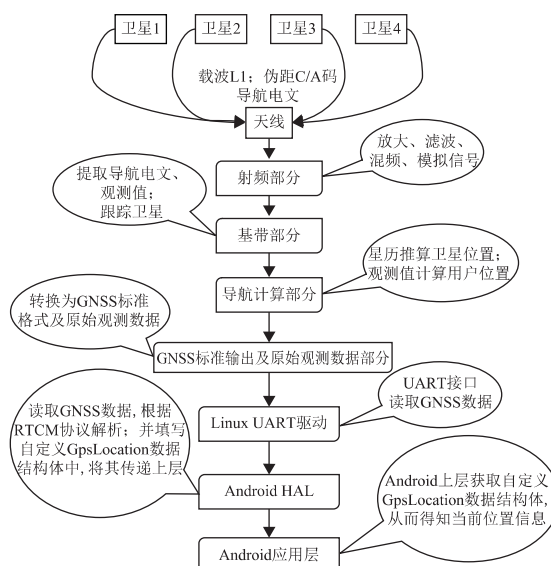 卫星1
卫星2
卫星3
卫星4
载波L1；伪距C/A码
导航电文
天线
放大、滤波、
混频、模拟信号
射频部分
提取导航电文、
观测值；
跟踪卫星
基带部分
星历推算卫星位置；
观测值计算用户位置
导航计算部分
转换为GNSS标准
格式及原始观测数据
GNSS标准输出及原始观测数据部分
UART接口
读取GNSS数据
Linux UART驱动
读取GNSS数据, 根据
RTCM协议解析；并填写
自定义GpsLocation数据
结构体中, 将其传递上层
Android HAL
Android上层获取自定义
GpsLocation数据结构体,
从而得知当前位置信息
Android应用层